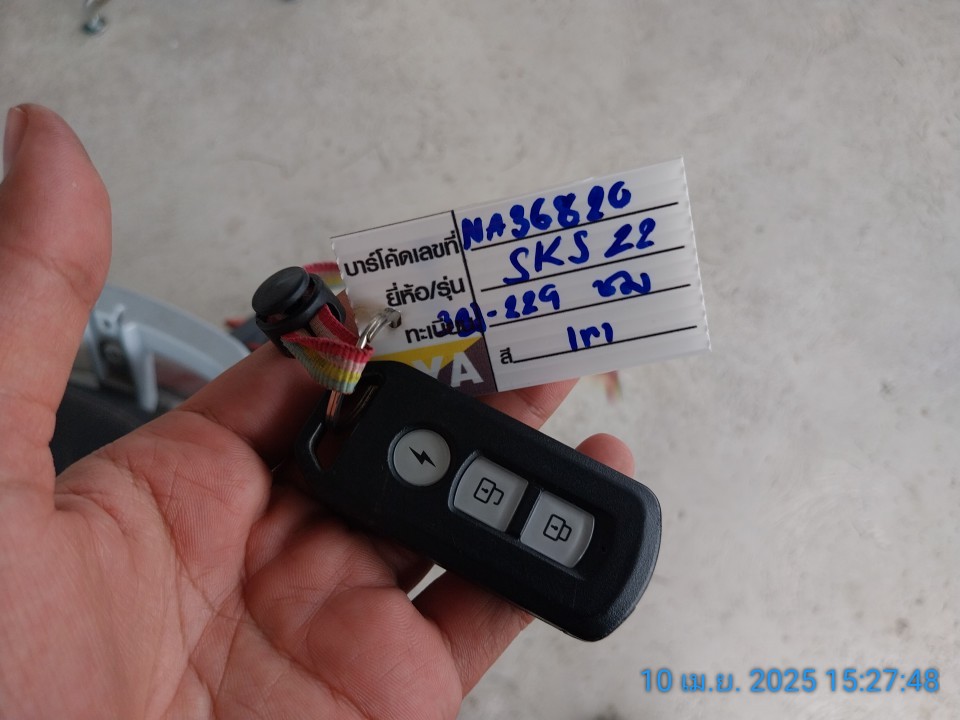 บาร์โค้ดเลขที่ NA36820
ยี่ห้อ/รุ่น SKS 22
ทะเบียน -229 ชม
สี เทา
YA
10 เม.ย. 2025 15:27:48